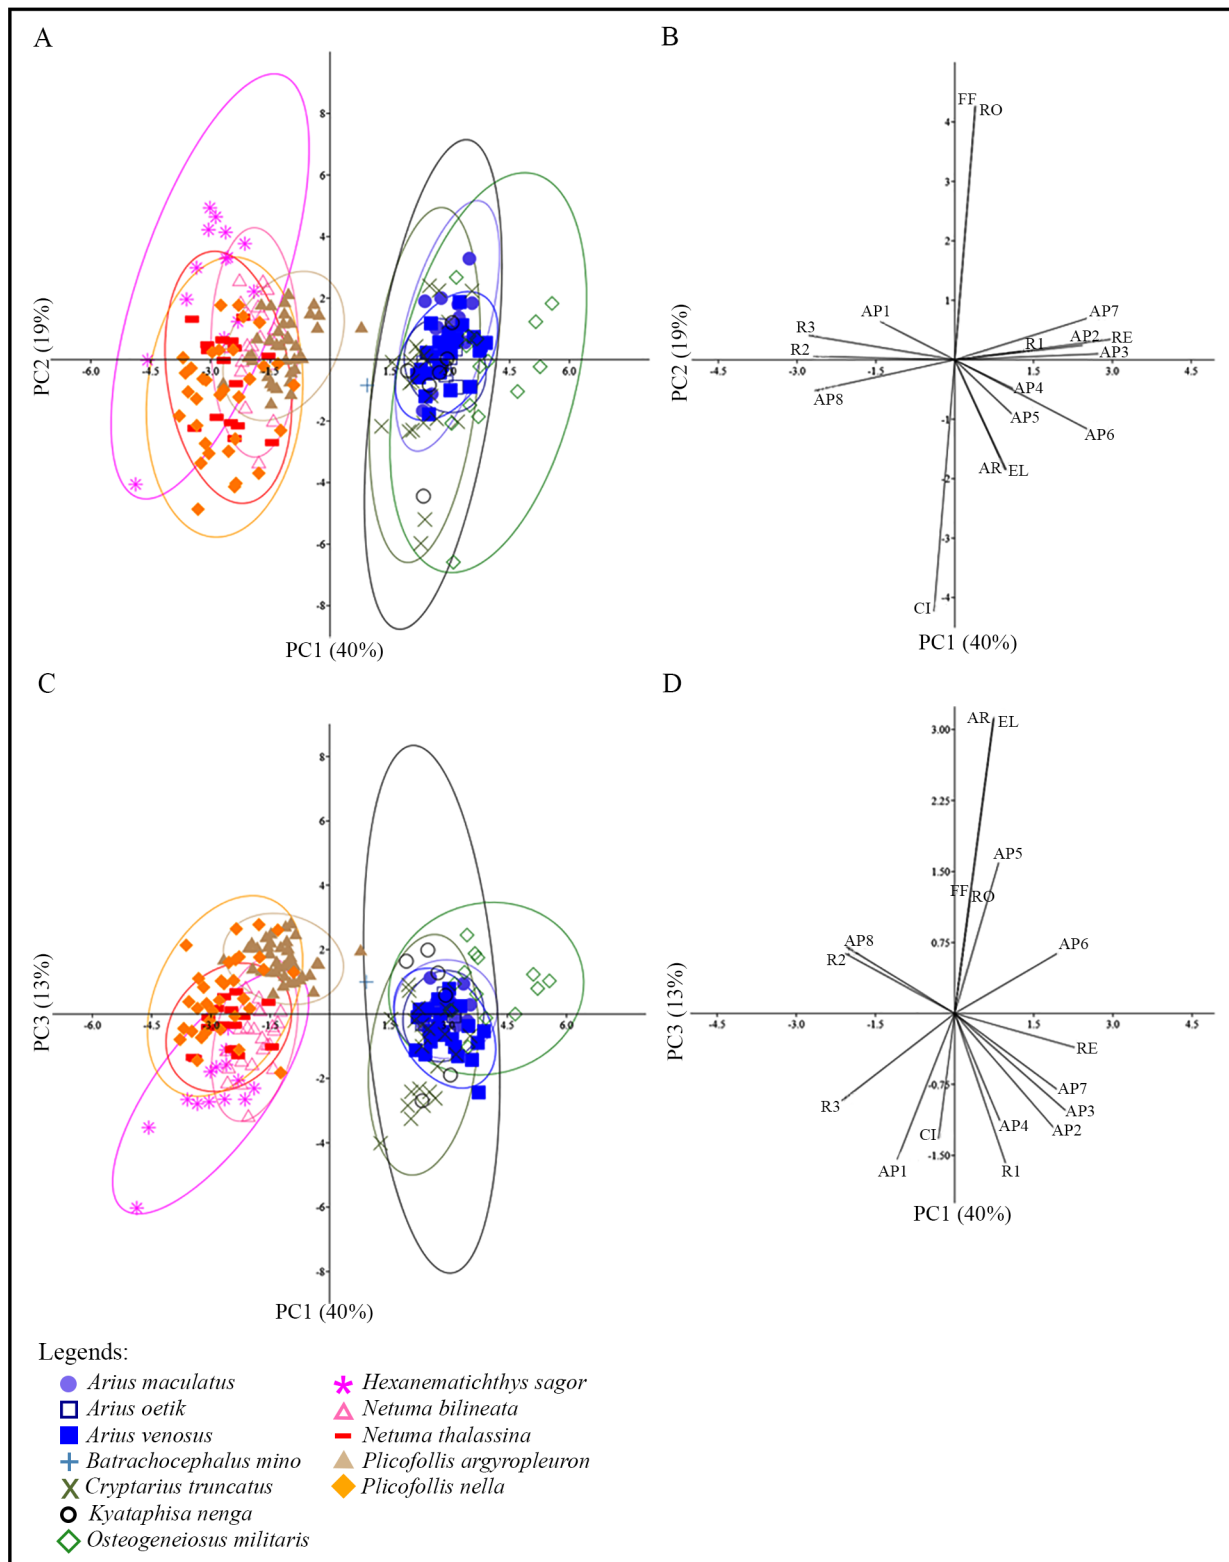 A
8
6
4
2
-6.0
-4.5
-3.0
-1.5
4.5
6.0
-2
-4
-6
-8
PC2 (19%)
PC1 (40%)
B
FF
RO
4
3
2
1
AP1
AP7
R3
R1
AP2
RE
R2
AP3
-4.5
-3.0
-1.5
1.5
3.0
4.5
AP8
AP4
AP5
AP6
-1
AR
EL
-2
-3
-4
CI
PC2 (19%)
PC1 (40%)
C
8
6
4
2
-6.0
-4.5
-3.0
-1.5
1.5
4.5
6.0
-2
-4
-6
-8
PC3 (13%)
PC1 (40%)
D
AR
EL
3.00
2.25
1.50
AP5
FF
RO
0.75
AP8
R2
AP6
-4.5
-3.0
-1.5
1.5
3.0
4.5
RE
-0.75
AP7
R3
AP3
AP4
AP2
CI
-1.50
AP1
R1
PC3 (13%)
PC1 (40%)
Legends:
Arius maculatus
Arius oetik
Arius venosus
Batrachocephalus mino
Cryptarius truncatus
Kyataphisa nenga
Osteogeneiosus militaris
Hexanematichthys sagor
Netuma bilineata
Netuma thalassina
Plicofollis argyropleuron
Plicofollis nella